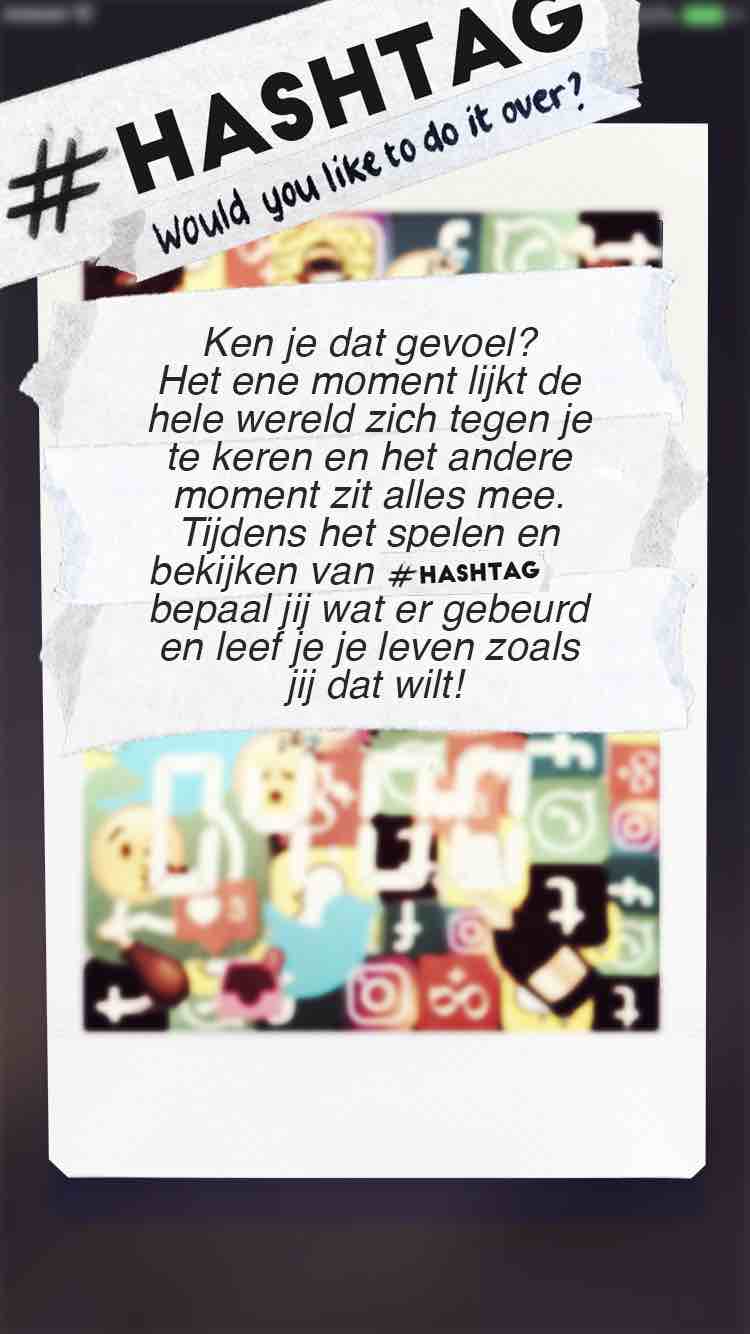 #HASHTAG
Would you like to do it over?
Ken je dat gevoel?
Het ene moment lijkt de
hele wereld zich tegen je
te keren en het andere
moment zit alles mee.
Tijdens het spelen en
bekijken van #HASHTAG
bepaal jij wat er gebeurd
en leef je je leven zoals
jij dat wilt!